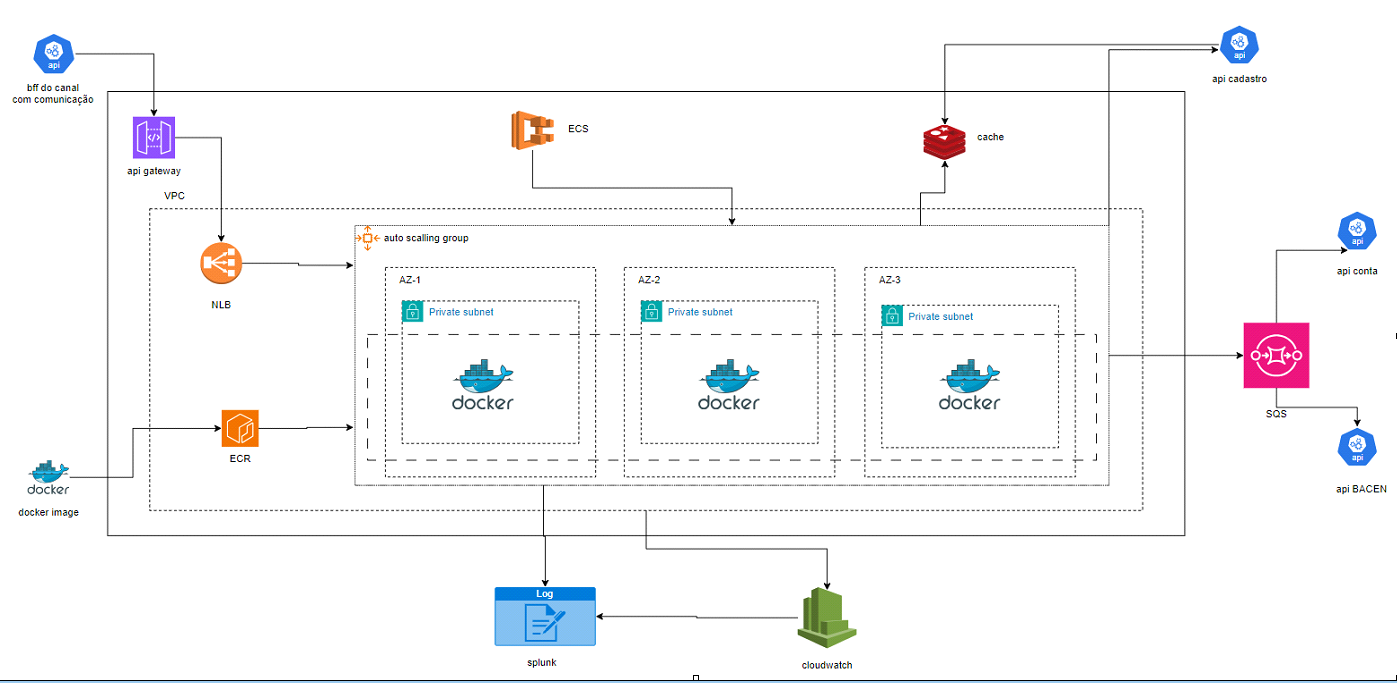 api
bff do canal
com comunicação
api
api cadastro
ECS
cache
api gateway
VPC
auto scalling group
NLB
AZ-1
AZ-2
AZ-3
Private subnet
Private subnet
Private subnet
api
api conta
docker
docker
docker
SQS
ECR
docker
docker image
api
api BACEN
Log
splunk
cloudwatch